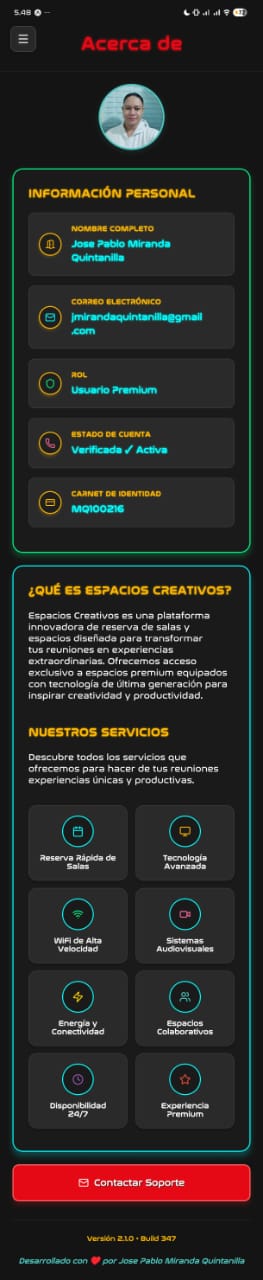 5.48
Acerca de
INFORMACIÓN PERSONAL
NOMBRE COMPLETO
Jose Pablo Miranda
Quintanilla
CORREO ELECTRÓNICO
jmirandaquintanilla@gmail
.com
ROL
Usuario Premium
ESTADO DE CUENTA
Verificada ✓ Activa
CARNET DE IDENTIDAD
MQ100216
¿QUÉ ES ESPACIOS CREATIVOS?
Espacios Creativos es una plataforma
innovadora de reserva de salas y
espacios diseñada para transformar
tus reuniones en experiencias
extraordinarias. Ofrecemos acceso
exclusivo a espacios premium equipados
con tecnología de última generación para
inspirar creatividad y productividad.
NUESTROS SERVICIOS
Descubre todos los servicios que
ofrecemos para hacer de tus reuniones
experiencias únicas y productivas.
Reserva Rápida de
Salas
Tecnología
Avanzada
WiFi de Alta
Velocidad
Sistemas
Audiovisuales
Energía y
Conectividad
Espacios
Colaborativos
Disponibilidad
24/7
Experiencia
Premium
Contactar Soporte
Versión 2.1.0 • Build 347
Desarrollado con ❤️ por Jose Pablo Miranda Quintanilla